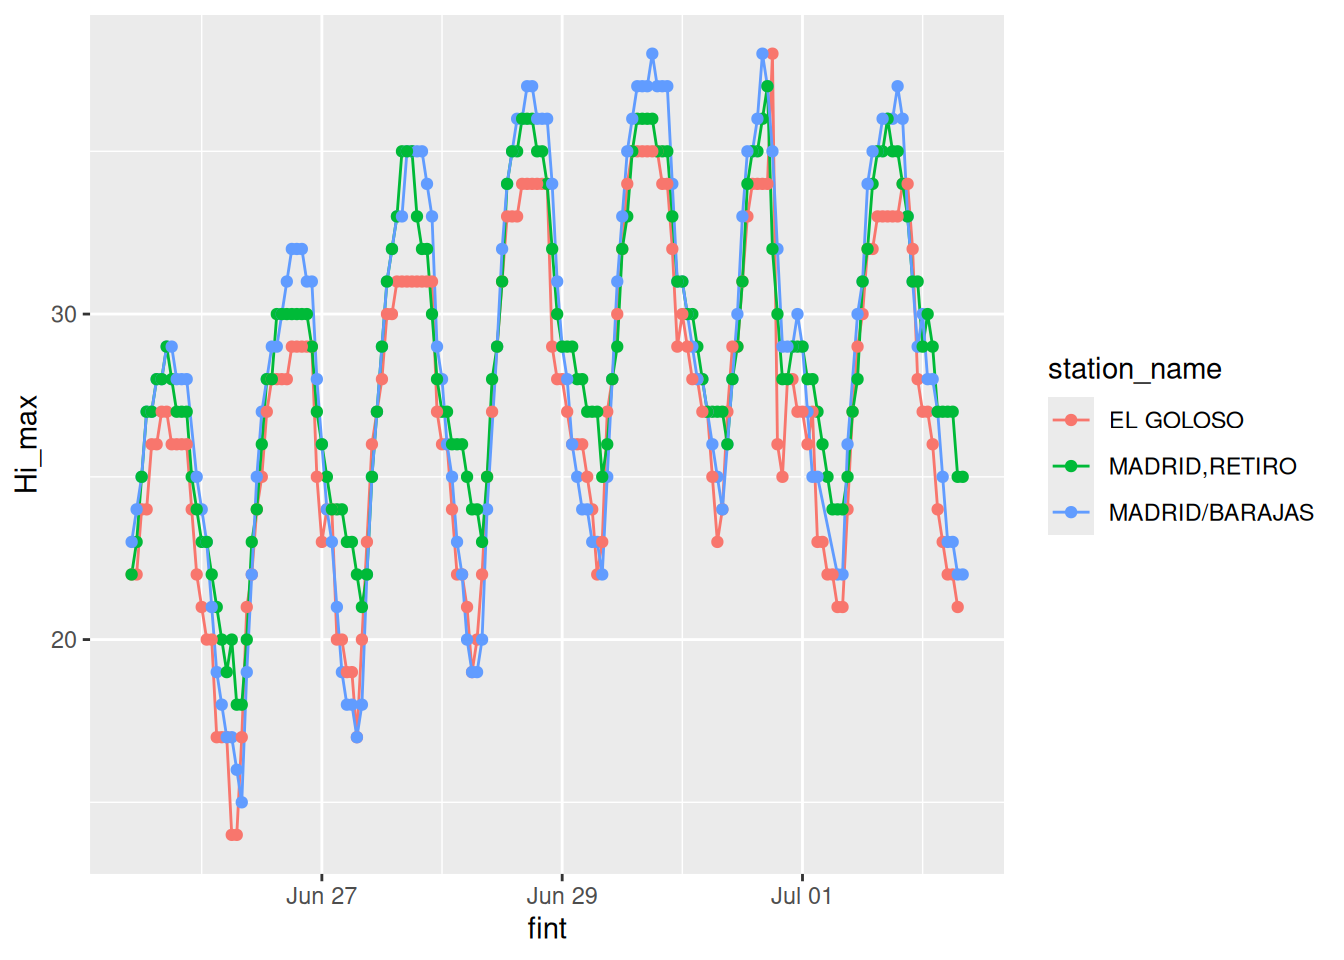 Hi_max
30
20
Jun 27
Jun 29
Jul 01
fint
station_name
EL GOLOSO
MADRID,RETIRO
MADRID/BARAJAS